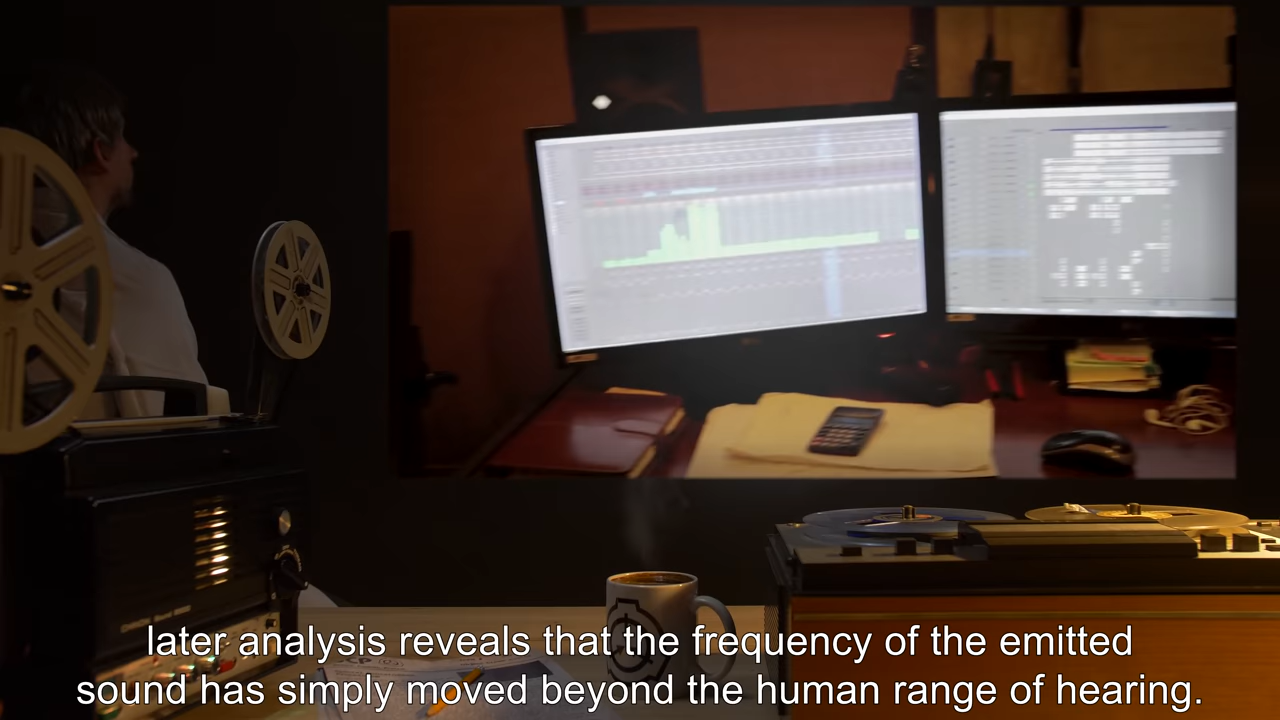 CP
later analysis reveals that the frequency of the emitted
sound has simply moved beyond the human range of hearing.